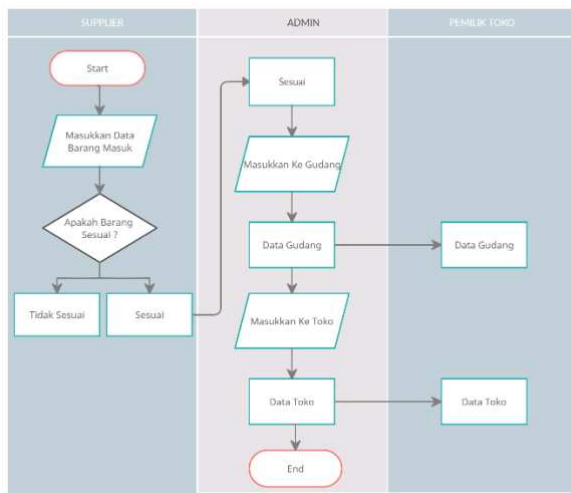 SUPPLIER
ADMIN
PEMILIK TOKO
Start
Masukkan Data
Barang Masuk
Apakah Barang
Sesuai ?
Tidak Sesuai
Sesuai
Sesuai
Masukkan Ke Gudang
Data Gudang
Data Gudang
Masukkan Ke Toko
Data Toko
Data Toko
End